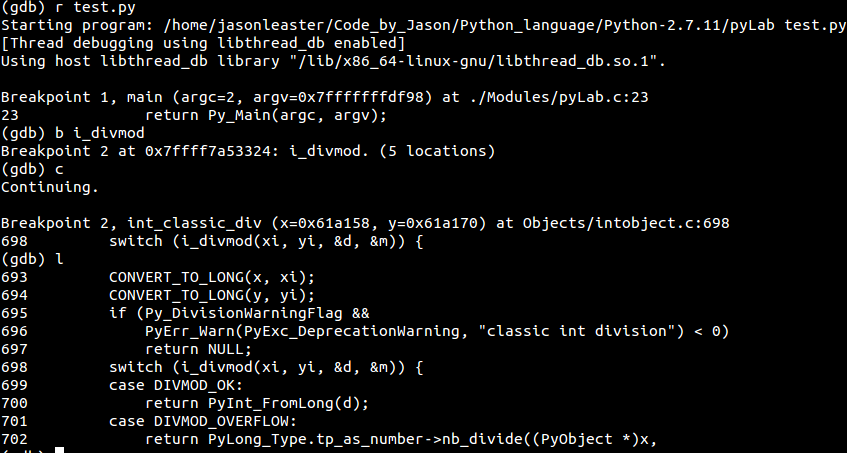 (gdb) r test.py
Starting program: /home/jasonleaster/Code_by_Jason/Python_language/Python-2.7.11/pyLab test.py
[Thread debugging using libthread_db enabled]
Using host libthread_db library "/lib/x86_64-linux-gnu/libthread_db.so.1".

Breakpoint 1, main (argc=2, argv=0x7fffffffdf98) at ./Modules/pyLab.c:23
23              return Py_Main(argc, argv);
(gdb) b i_divmod
Breakpoint 2 at 0x7ffff7a53324: i_divmod. (5 locations)
(gdb) c
Continuing.

Breakpoint 2, int_classic_div (x=0x61a158, y=0x61a170) at Objects/intobject.c:698
698         switch (i_divmod(xi, yi, &d, &m)) {
(gdb) l
693         CONVERT_TO_LONG(x, xi);
694         CONVERT_TO_LONG(y, yi);
695         if (Py_DivisionWarningFlag &&
696             PyErr_Warn(PyExc_DeprecationWarning, "classic int division") < 0)
697             return NULL;
698         switch (i_divmod(xi, yi, &d, &m)) {
699         case DIVMOD_OK:
700             return PyInt_FromLong(d);
701         case DIVMOD_OVERFLOW:
702             return PyLong_Type.tp_as_number->nb_divide((PyObject *)x,